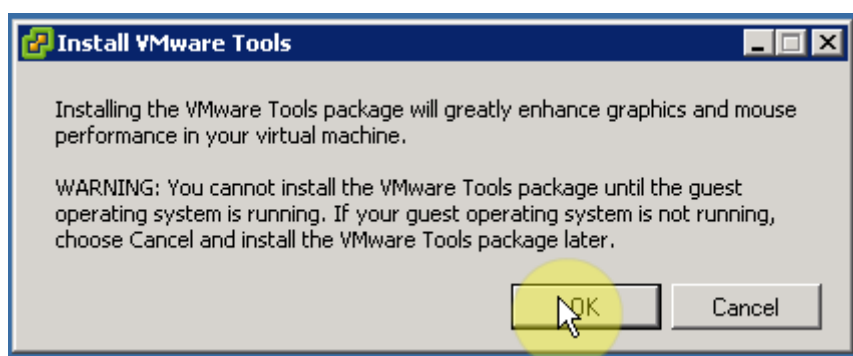 Install VMware Tools
Installing the VMware Tools package will greatly enhance graphics and mouse
performance in your virtual machine.
WARNING: You cannot install the VMware Tools package until the guest
operating system is running. If your guest operating system is not running,
choose Cancel and install the VMware Tools package later.
OK Cancel